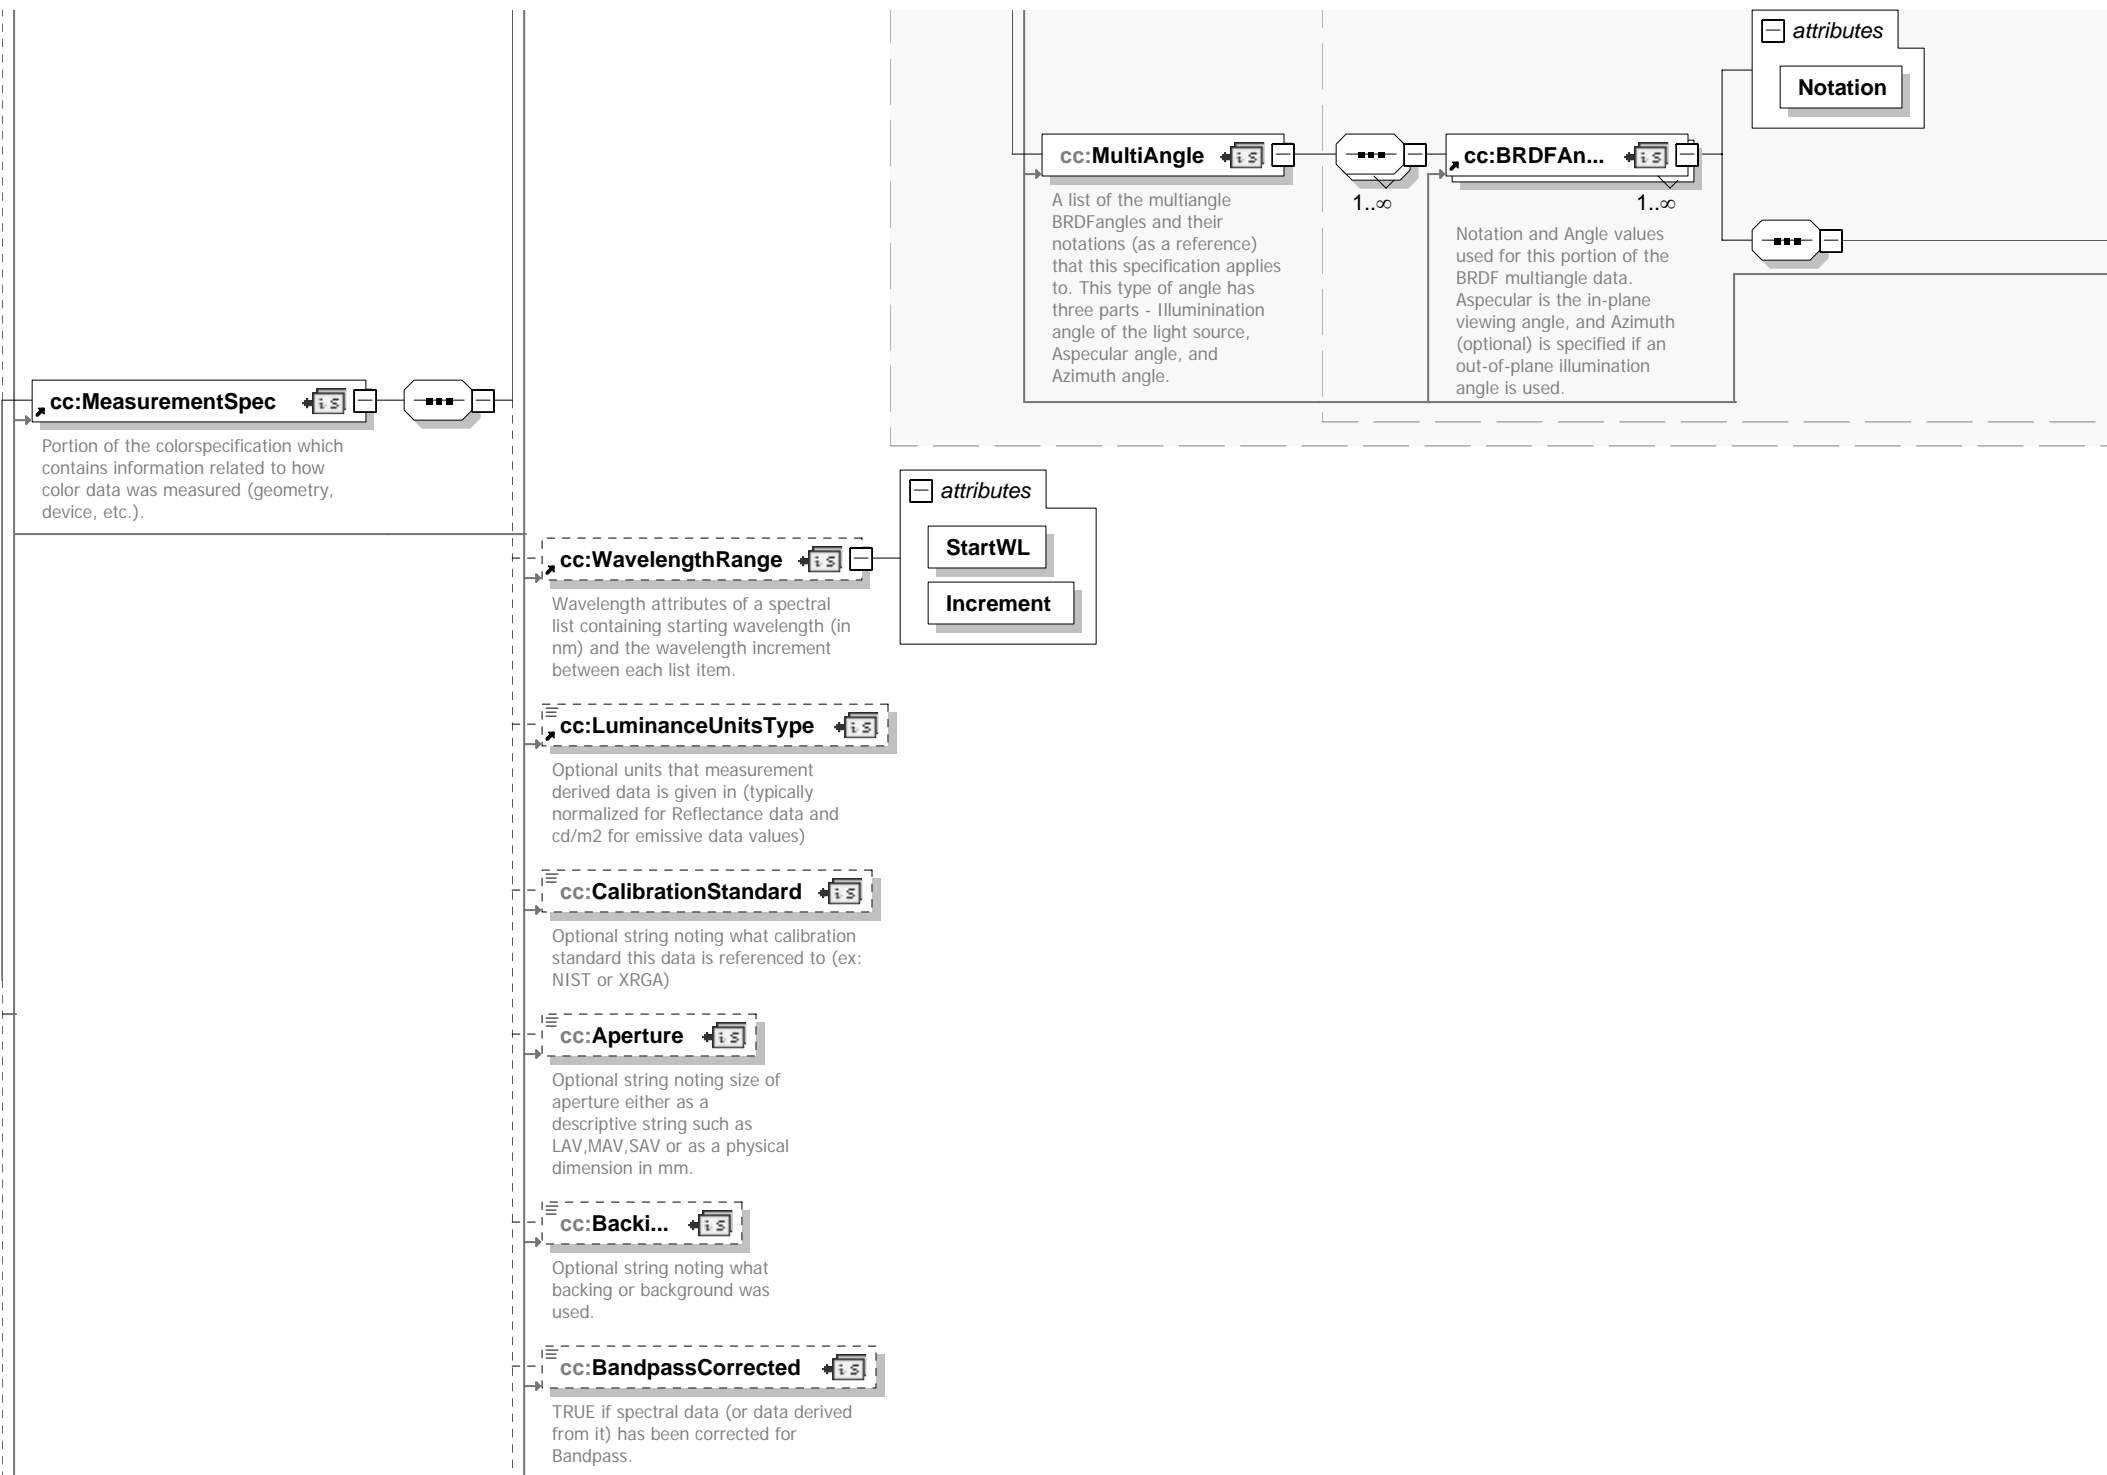 attributes
Notation
cc:MultiAngle
1..∞
cc:BRDFAn...
1..∞
A list of the multiangle
BRDFangles and their
notations (as a reference)
that this specification applies
to. This type of angle has
three parts - Illuminination
angle of the light source,
Aspecular angle, and
Azimuth angle.
Notation and Angle values
used for this portion of the
BRDF multiangle data.
Aspecular is the in-plane
viewing angle, and Azimuth
(optional) is specified if an
out-of-plane illumination
angle is used.
cc:MeasurementSpec
Portion of the colorspecification which
contains information related to how
color data was measured (geometry,
device, etc.).
cc:WavelengthRange
attributes
StartWL
Increment
Wavelength attributes of a spectral
list containing starting wavelength (in
nm) and the wavelength increment
between each list item.
cc:LuminanceUnitsType
Optional units that measurement
derived data is given in (typically
normalized for Reflectance data and
cd/m2 for emissive data values)
cc:CalibrationStandard
Optional string noting what calibration
standard this data is referenced to (ex:
NIST or XRGA)
cc:Aperture
Optional string noting size of
aperture either as a
descriptive string such as
LAV,MAV,SAV or as a physical
dimension in mm.
cc:Backi...
Optional string noting what
backing or background was
used.
cc:BandpassCorrected
TRUE if spectral data (or data derived
from it) has been corrected for
Bandpass.